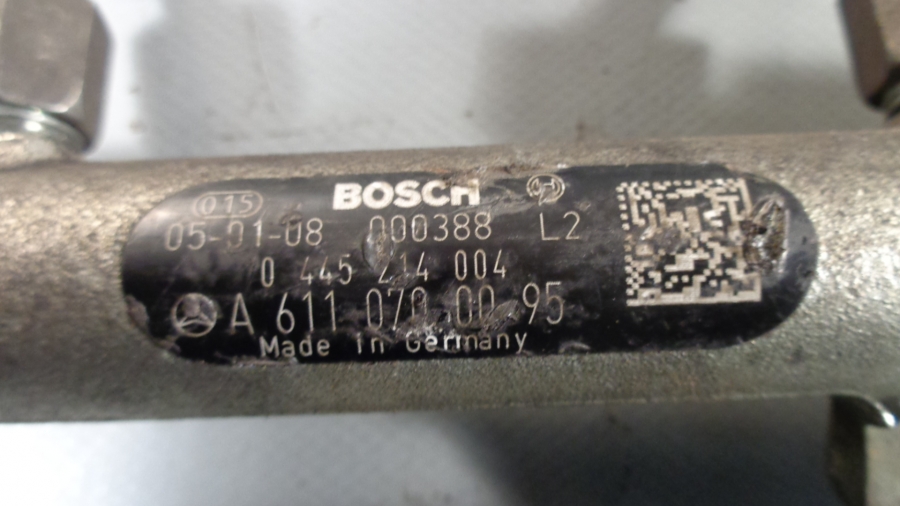 015 BOSCH
05-01-08 000388 L2
0 445 214 004
A 611 070 00 95
Made in Germany